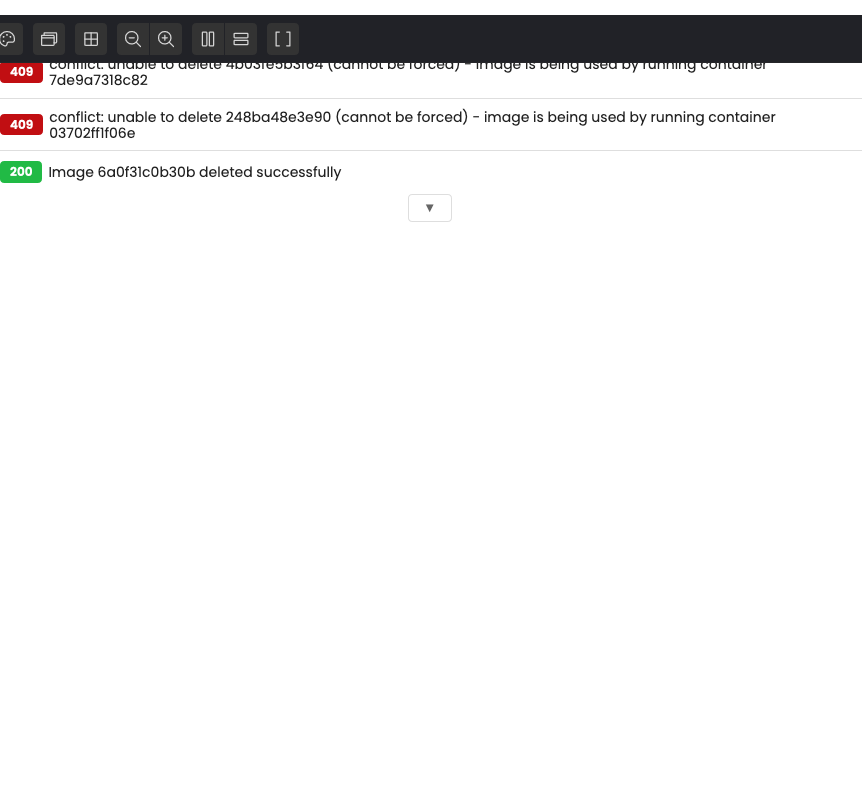 409
conflict: unable to delete 4b03fe5b3f64 (cannot be forced) - image is being used by running container
7de9a7318c82
409
conflict: unable to delete 248ba48e3e90 (cannot be forced) - image is being used by running container
03702ff1f06e
200
Image 6a0f31c0b30b deleted successfully